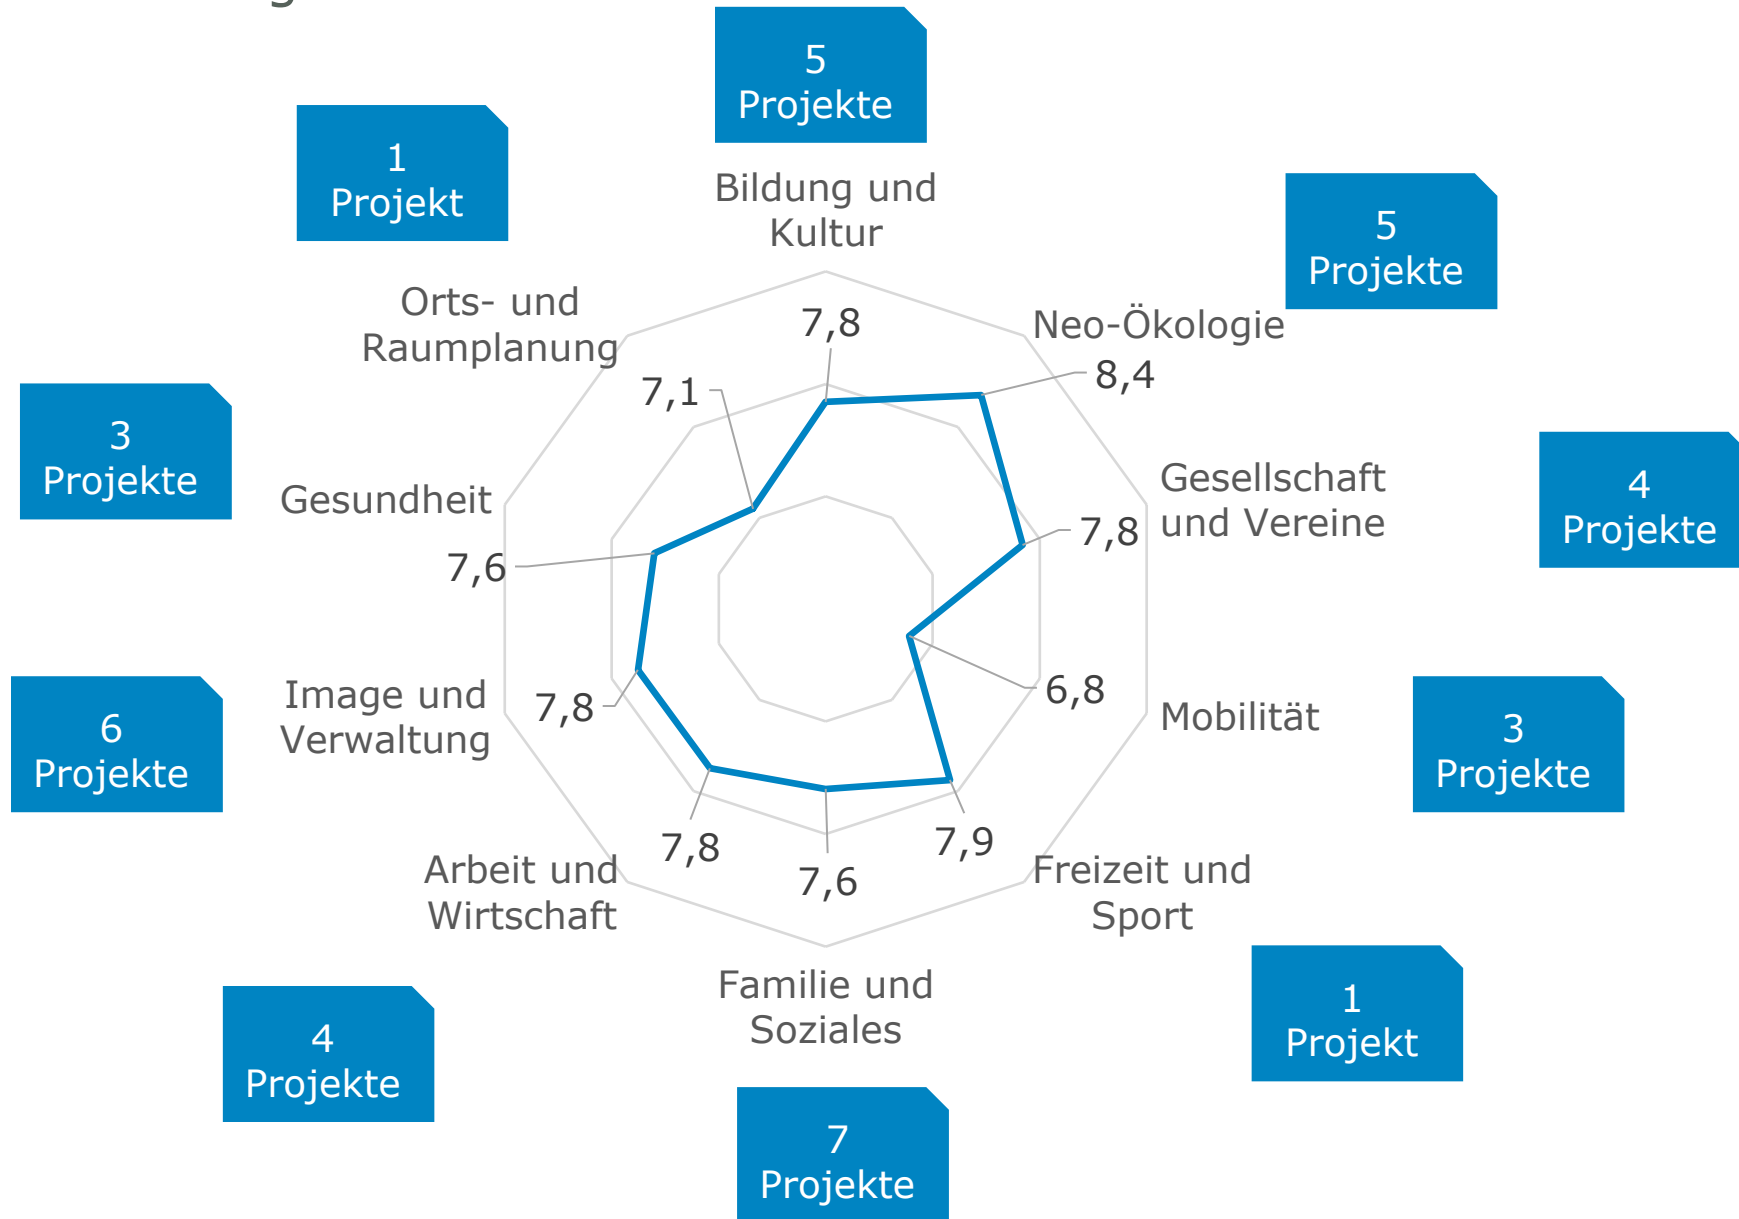 5
Projekte
1
Projekt
Bildung und
Kultur
5
Projekte
Orts- und
Raumplanung
7,8
Neo-Ökologie
8,4
7,1
3
Projekte
Gesundheit
7,6
Gesellschaft
und Vereine
7,8
4
Projekte
6
Projekte
Image und
Verwaltung
7,8
6,8
Mobilität
3
Projekte
Arbeit und
Wirtschaft
7,8
7,6
7,9
Freizeit und
Sport
Familie und
Soziales
4
Projekte
1
Projekt
7
Projekte